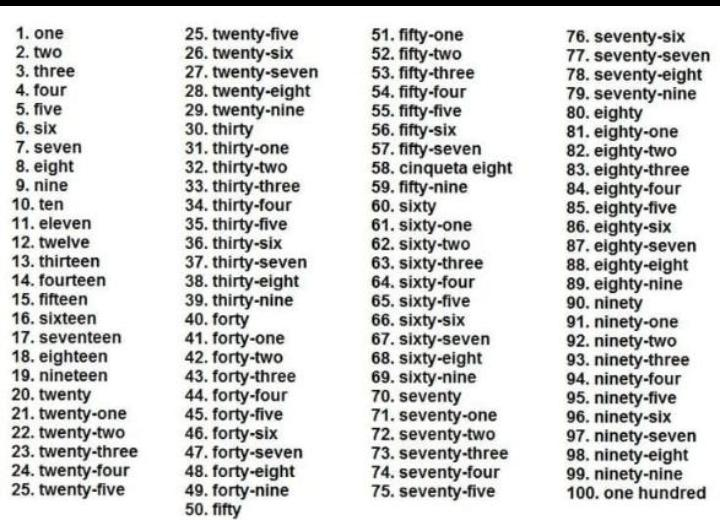 1. one
2. two
3. three
4. four
5. five
6. six
7. seven
8. eight
9. nine
10. ten
11. eleven
12. twelve
13. thirteen
14. fourteen
15. fifteen
16. sixteen
17. seventeen
18. eighteen
19. nineteen
20. twenty
21. twenty-one
22. twenty-two
23. twenty-three
24. twenty-four
25. twenty-five
25. twenty-five
26. twenty-six
27. twenty-seven
28. twenty-eight
29. twenty-nine
30. thirty
31. thirty-one
32. thirty-two
33. thirty-three
34. thirty-four
35. thirty-five
36. thirty-six
37. thirty-seven
38. thirty-eight
39. thirty-nine
40. forty
41. forty-one
42. forty-two
43. forty-three
44. forty-four
45. forty-five
46. forty-six
47. forty-seven
48. forty-eight
49. forty-nine
50. fifty
51. fifty-one
52. fifty-two
53. fifty-three
54. fifty-four
55. fifty-five
56. fifty-six
57. fifty-seven
58. cinqueta eight
59. fifty-nine
60. sixty
61. sixty-one
62. sixty-two
63. sixty-three
64. sixty-four
65. sixty-five
66. sixty-six
67. sixty-seven
68. sixty-eight
69. sixty-nine
70. seventy
71. seventy-one
72. seventy-two
73. seventy-three
74. seventy-four
75. seventy-five
76. seventy-six
77. seventy-seven
78. seventy-eight
79. seventy-nine
80. eighty
81. eighty-one
82. eighty-two
83. eighty-three
84. eighty-four
85. eighty-five
86. eighty-six
87. eighty-seven
88. eighty-eight
89. eighty-nine
90. ninety
91. ninety-one
92. ninety-two
93. ninety-three
94. ninety-four
95. ninety-five
96. ninety-six
97. ninety-seven
98. ninety-eight
99. ninety-nine
100. one hundred